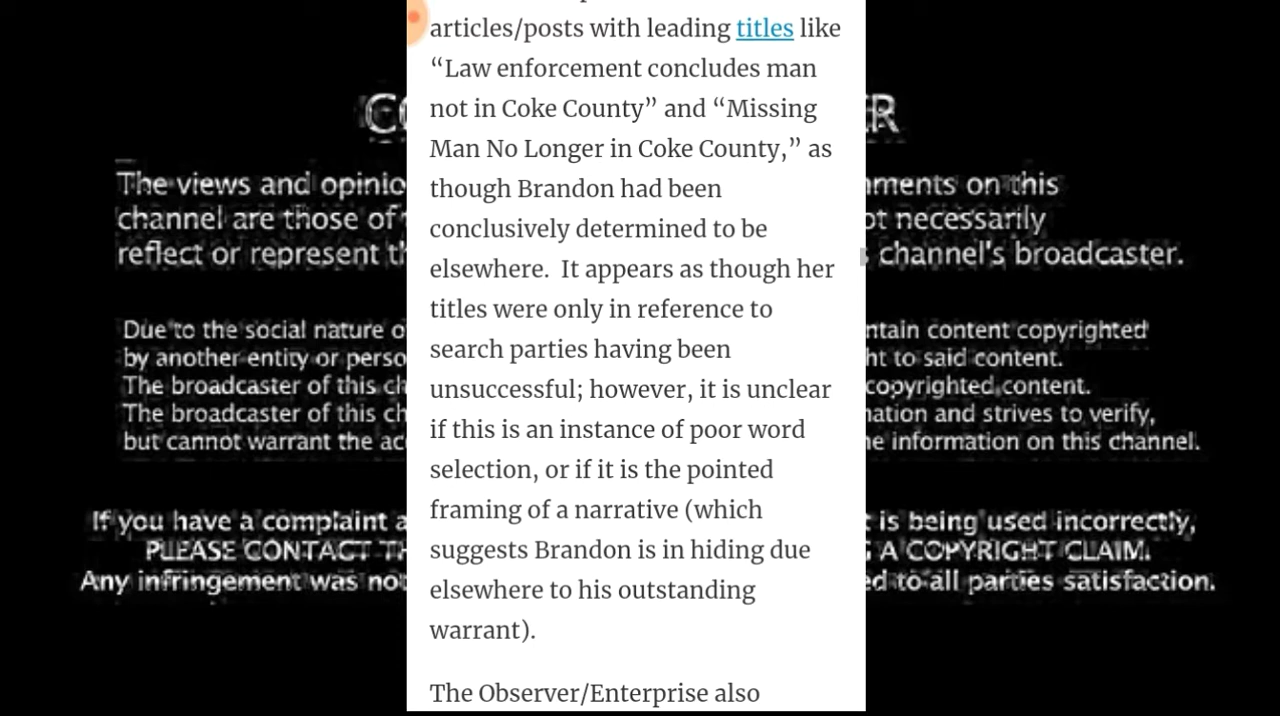 articles/posts with leading titles like
“Law enforcement concludes man
not in Coke County” and “Missing
Man No Longer in Coke County,” as
though Brandon had been
conclusively determined to be
elsewhere.  It appears as though her
titles were only in reference to
search parties having been
unsuccessful; however, it is unclear
if this is an instance of poor word
selection, or if it is the pointed
framing of a narrative (which
suggests Brandon is in hiding due
elsewhere to his outstanding
warrant).
The Observer/Enterprise also
The views and opinio
channel are those of
reflect or represent th
Due to the social nature o
by another entity or perso
The broadcaster of this ch
The broadcaster of this ch
but cannot warrant the ac
If you have a complaint a
PLEASE CONTACT TH
Any infringement was not
ER
mments on this
ot necessarily
channel's broadcaster.
ntain content copyrighted
ht to said content.
copyrighted content.
nation and strives to verify,
he information on this channel.
is being used incorrectly,
A COPYRIGHT CLAIM.
ed to all parties satisfaction.